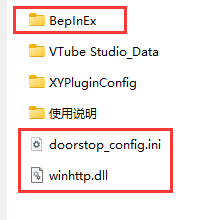 BepInEx
VTube Studio_Data
XYPluginConfig
使用说明
doorstop_config.ini
winhttp.dll